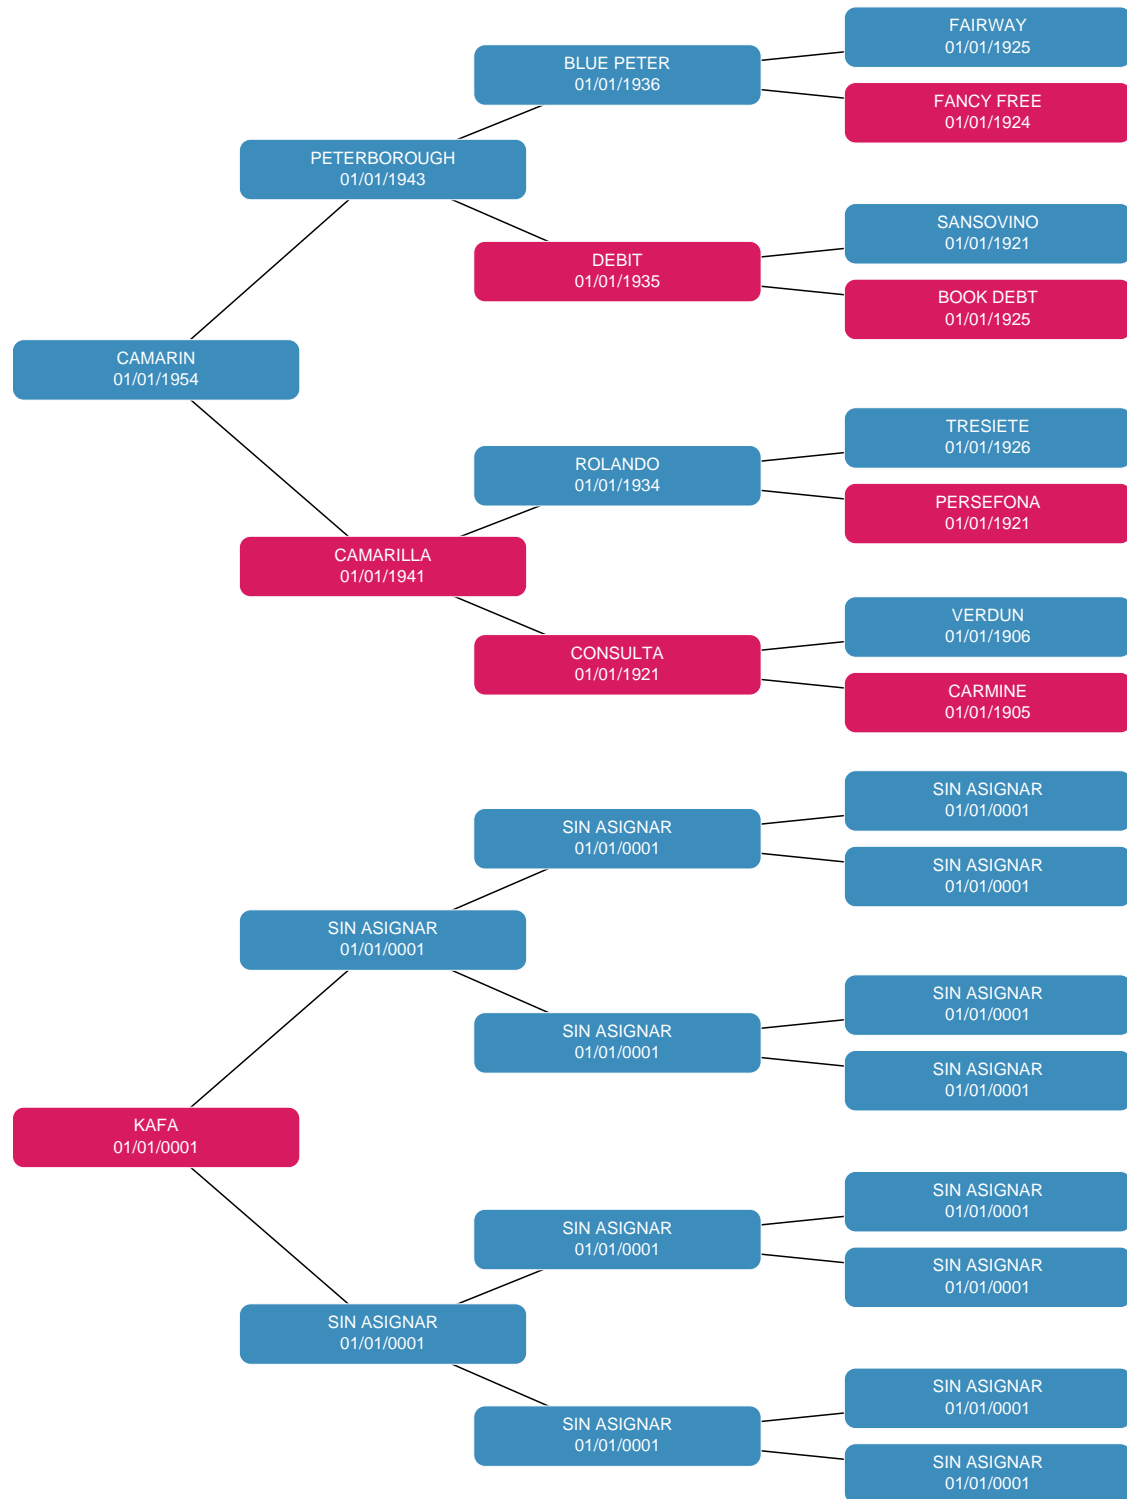 FAIRWAY
01/01/1925
BLUE PETER
01/01/1936
FANCY FREE
01/01/1924
PETERBOROUGH
01/01/1943
SANSOVINO
01/01/1921
DEBIT
01/01/1935
BOOK DEBT
01/01/1925
CAMARIN
01/01/1954
TRESIETE
01/01/1926
ROLANDO
01/01/1934
PERSEFONA
01/01/1921
CAMARILLA
01/01/1941
VERDUN
01/01/1906
CONSULTA
01/01/1921
CARMINE
01/01/1905
SIN ASIGNAR
01/01/0001
SIN ASIGNAR
01/01/0001
SIN ASIGNAR
01/01/0001
SIN ASIGNAR
01/01/0001
SIN ASIGNAR
01/01/0001
SIN ASIGNAR
01/01/0001
SIN ASIGNAR
01/01/0001
KAFA
01/01/0001
SIN ASIGNAR
01/01/0001
SIN ASIGNAR
01/01/0001
SIN ASIGNAR
01/01/0001
SIN ASIGNAR
01/01/0001
SIN ASIGNAR
01/01/0001
SIN ASIGNAR
01/01/0001
SIN ASIGNAR
01/01/0001